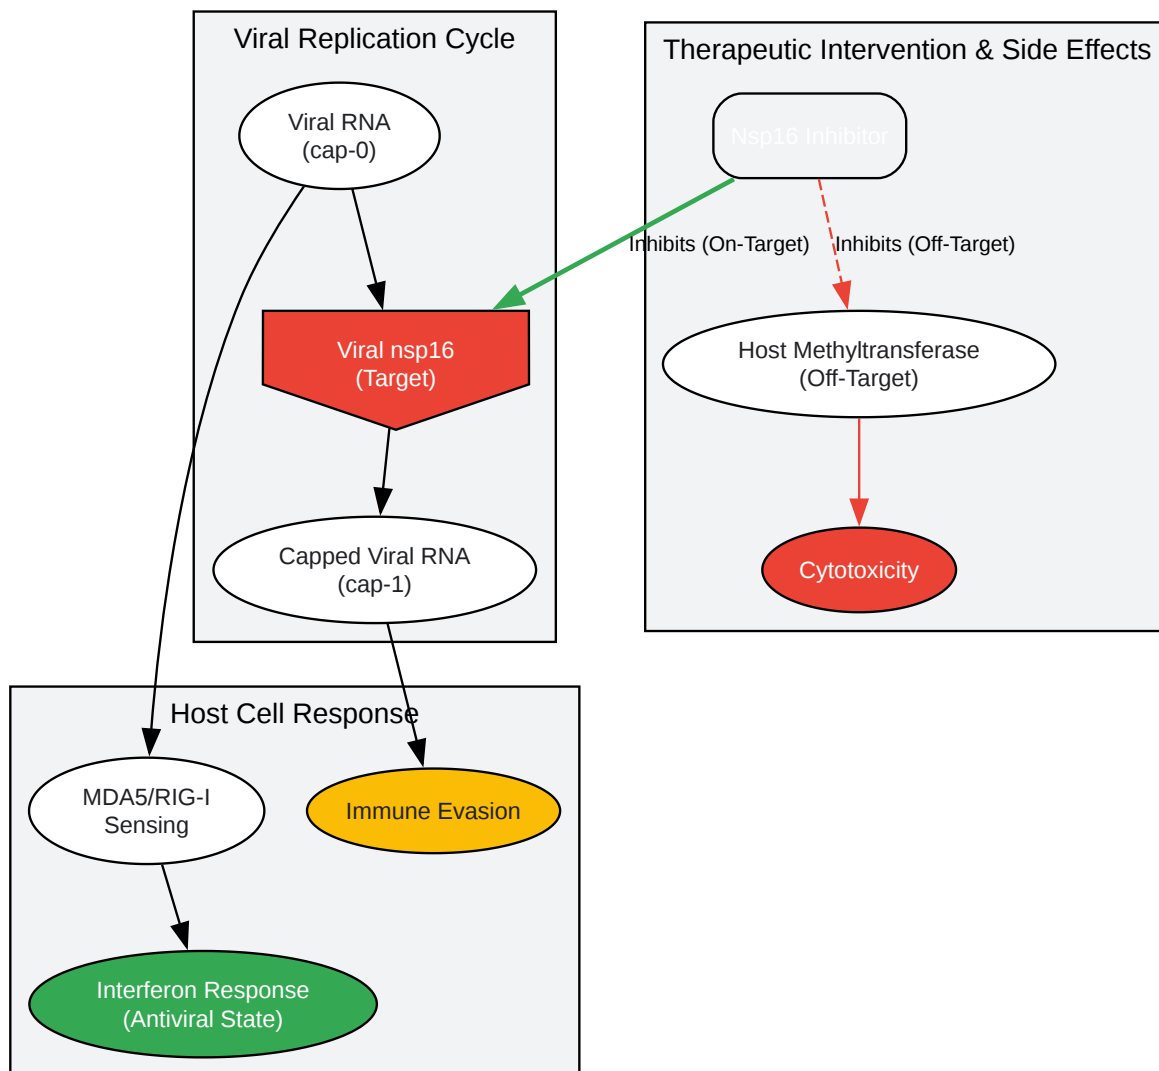 Viral Replication Cycle
Viral RNA
(cap-0)
Viral nsp16
(Target)
Capped Viral RNA
(cap-1)
Therapeutic Intervention & Side Effects
Nsp16 Inhibitor
Inhibits (On-Target)
Inhibits (Off-Target)
Host Methyltransferase
(Off-Target)
Cytotoxicity
Host Cell Response
MDA5/RIG-I
Sensing
Immune Evasion
Interferon Response
(Antiviral State)